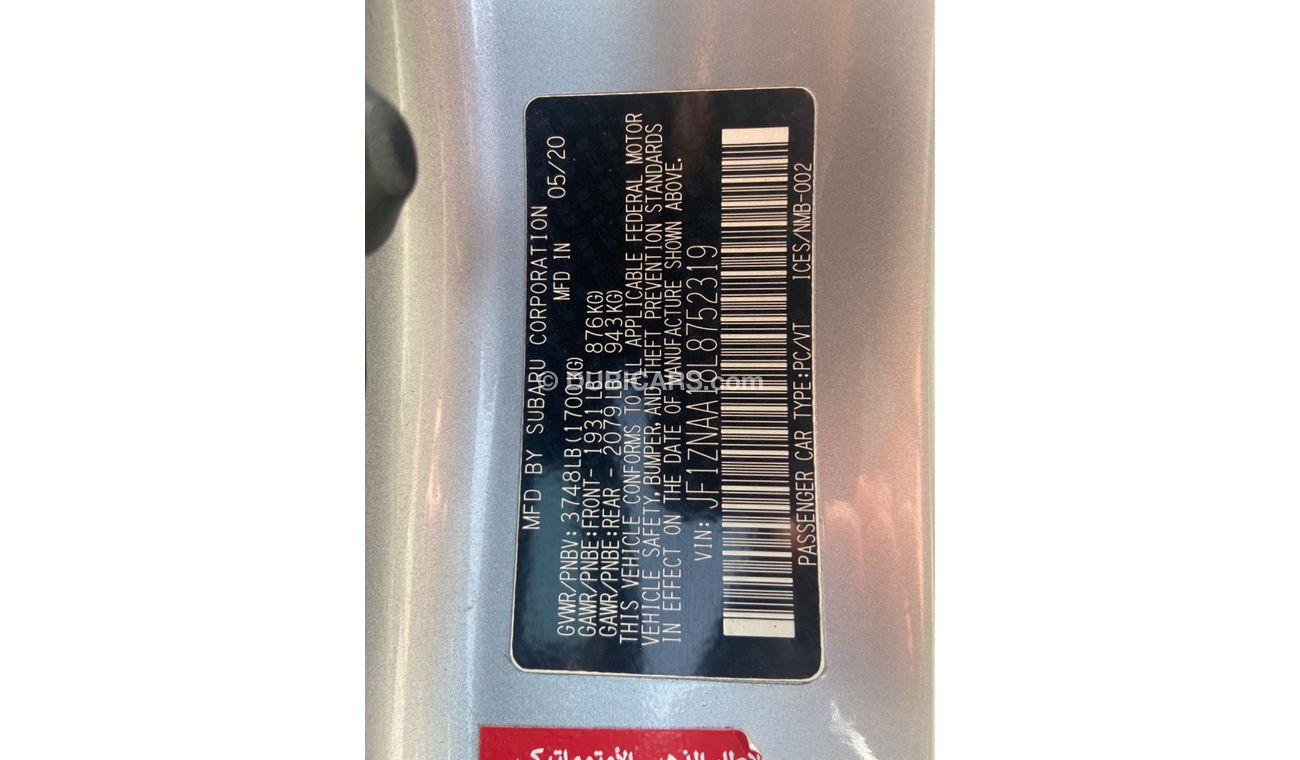 MFD BY SUBARU CORPORATION
MFD IN 05/20
GVWR/PNBV: 3748LB(1700KG)
GAWR/PNBE:FRONT- 1931LB( 876KG)
GAWR/PNBE:REAR - 2079LB( 943KG)
THIS VEHICLE CONFORMS TO ALL APPLICABLE FEDERAL MOTOR
VEHICLE SAFETY, BUMPER, AND THEFT PREVENTION STANDARDS
IN EFFECT ON THE DATE OF MANUFACTURE SHOWN ABOVE.
VIN: JF1ZNAA18L8752319
PASSENGER CAR TYPE:PC/VT ICES/NMB-002
© DUBICARS.com